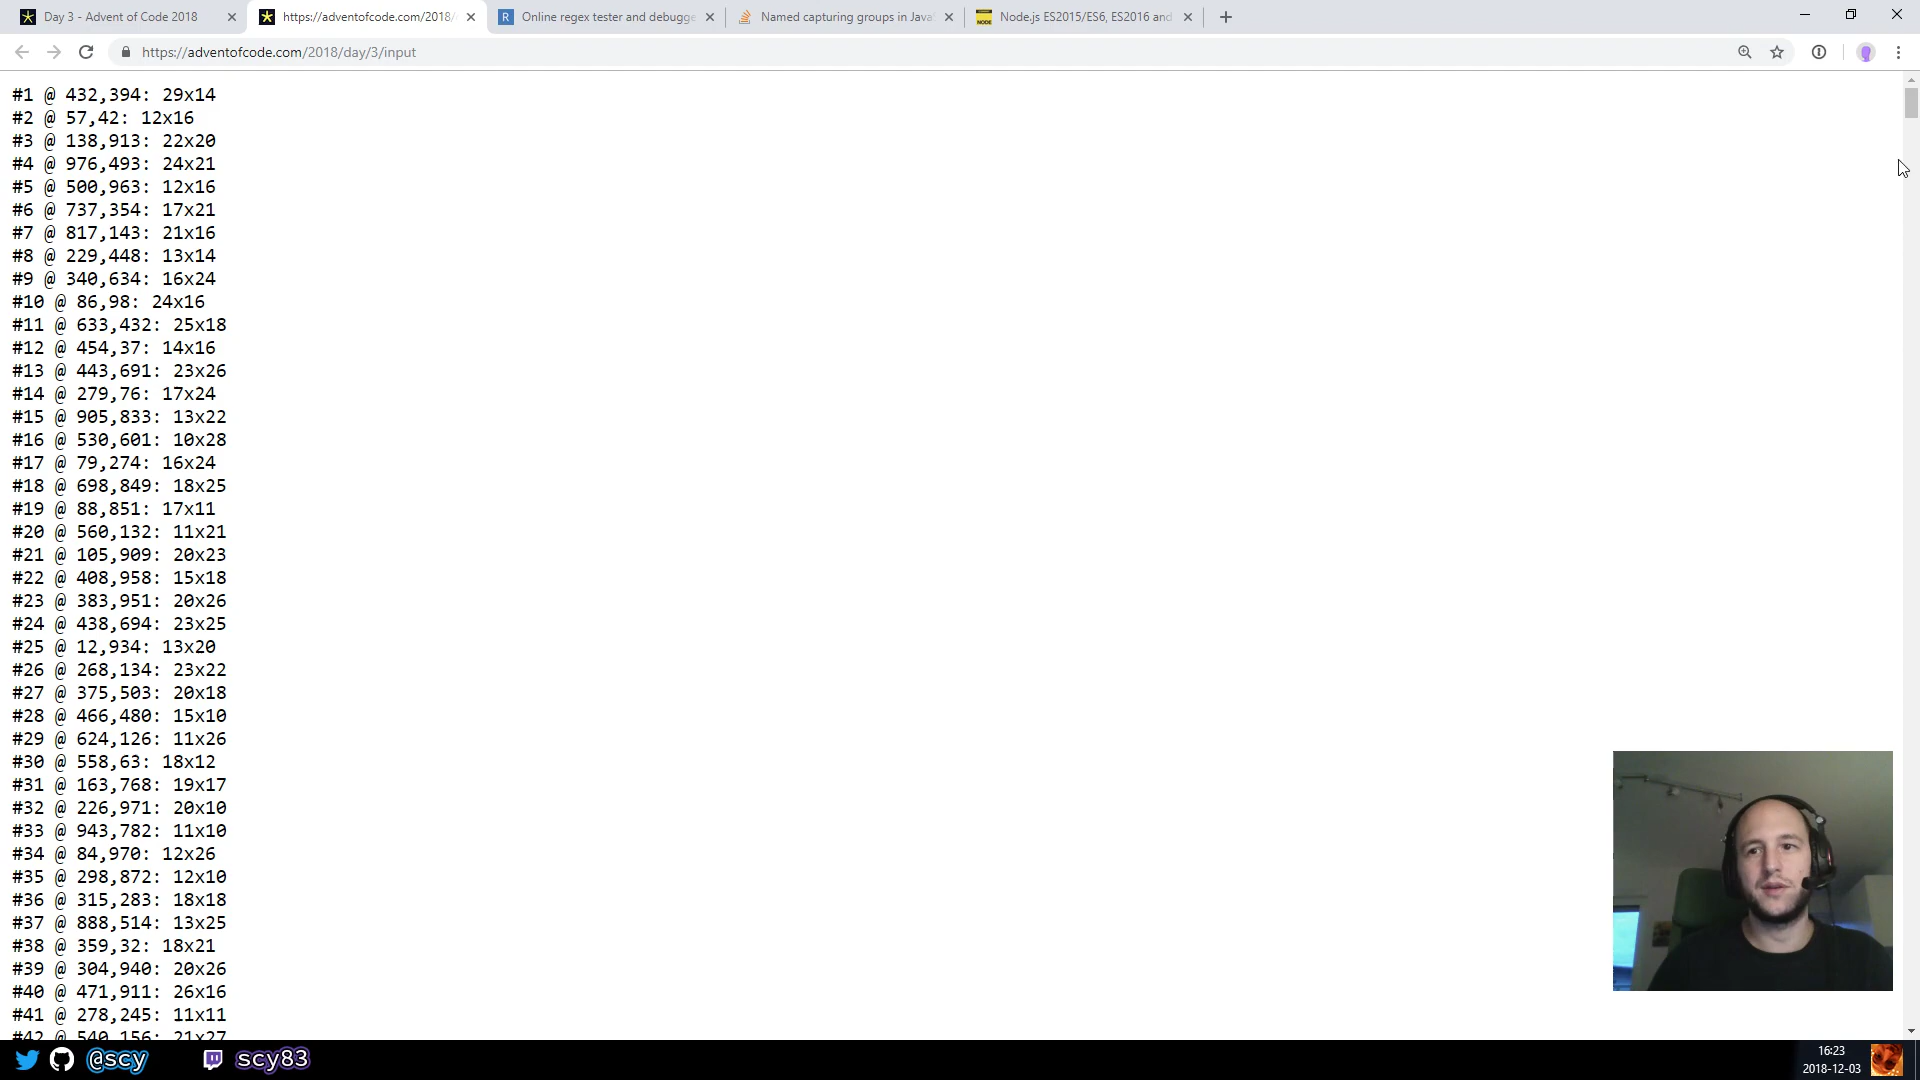 Day 3 - Advent of Code 2018
https://adventofcode.com/2018/
Online regex tester and debugge
Named capturing groups in Java
Node.js ES2015/ES6, ES2016 and
https://adventofcode.com/2018/day/3/input
#1 @ 432,394: 29x14
#2 @ 57,42: 12x16
#3 @ 138,913: 22x20
#4 @ 976,493: 24x21
#5 @ 500,963: 12x16
#6 @ 737,354: 17x21
#7 @ 817,143: 21x16
#8 @ 229,448: 13x14
#9 @ 340,634: 16x24
#10 @ 86,98: 24x16
#11 @ 633,432: 25x18
#12 @ 454,37: 14x16
#13 @ 443,691: 23x26
#14 @ 279,76: 17x24
#15 @ 905,833: 13x22
#16 @ 530,601: 10x28
#17 @ 79,274: 16x24
#18 @ 698,849: 18x25
#19 @ 88,851: 17x11
#20 @ 560,132: 11x21
#21 @ 105,909: 20x23
#22 @ 408,958: 15x18
#23 @ 383,951: 20x26
#24 @ 438,694: 23x25
#25 @ 12,934: 13x20
#26 @ 268,134: 23x22
#27 @ 375,503: 20x18
#28 @ 466,480: 15x10
#29 @ 624,126: 11x26
#30 @ 558,63: 18x12
#31 @ 163,768: 19x17
#32 @ 226,971: 20x10
#33 @ 943,782: 11x10
#34 @ 84,970: 12x26
#35 @ 298,872: 12x10
#36 @ 315,283: 18x18
#37 @ 888,514: 13x25
#38 @ 359,32: 18x21
#39 @ 304,940: 20x26
#40 @ 471,911: 26x16
#41 @ 278,245: 11x11
#42 @ 540,156: 21x27
@scy
scy83
16:23
2018-12-03